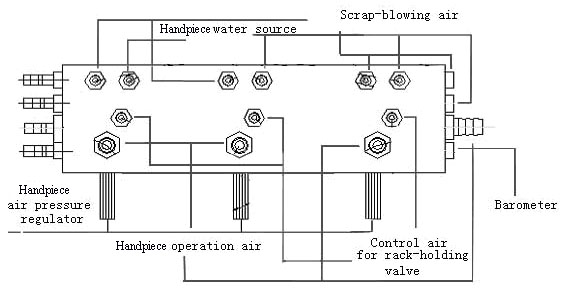 Scrap-blowing air
Handpiece water source
Handpiece
air pressure
regulator
Barometer
Handpiece operation air
Control air
for rack-holding
valve